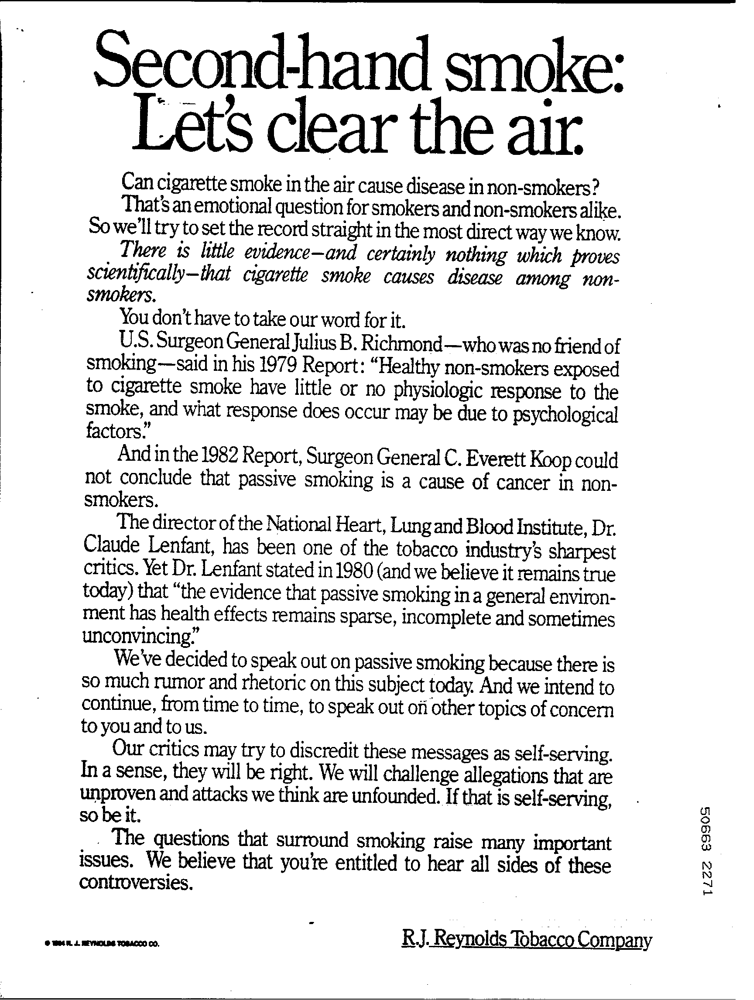 Second-hand smoke:
Let's clear the air.
Can cigarette smoke in the air cause disease in non-smokers?
That's an emotional question for smokers and non-smokers alike.
So we'll try to set the record straight in the most direct way we know.
There is little evidence—and certainly nothing which proves
scientifically—that cigarette smoke causes disease among non-
smokers.
You don't have to take our word for it.
U.S. Surgeon General Julius B. Richmond—who was no friend of
smoking—said in his 1979 Report: "Healthy non-smokers exposed
to cigarette smoke have little or no physiologic response to the
smoke, and what response does occur may be due to psychological
factors."
And in the 1982 Report, Surgeon General C. Everett Koop could
not conclude that passive smoking is a cause of cancer in non-
smokers.
The director of the National Heart, Lung and Blood Institute, Dr.
Claude Lenfant, has been one of the tobacco industry's sharpest
critics. Yet Dr. Lenfant stated in 1980 (and we believe it remains true
today) that "the evidence that passive smoking in a general environ-
ment has health effects remains sparse, incomplete and sometimes
unconvincing."
We've decided to speak out on passive smoking because there is
so much rumor and rhetoric on this subject today. And we intend to
continue, from time to time, to speak out on other topics of concern
to you and to us.
Our critics may try to discredit these messages as self-serving.
In a sense, they will be right. We will challenge allegations that are
unproven and attacks we think are unfounded. If that is self-serving,
so be it.
The questions that surround smoking raise many important
issues. We believe that you're entitled to hear all sides of these
controversies.
© 1984 R. J. REYNOLDS TOBACCO CO.
R.J. Reynolds Tobacco Company
50663 2271